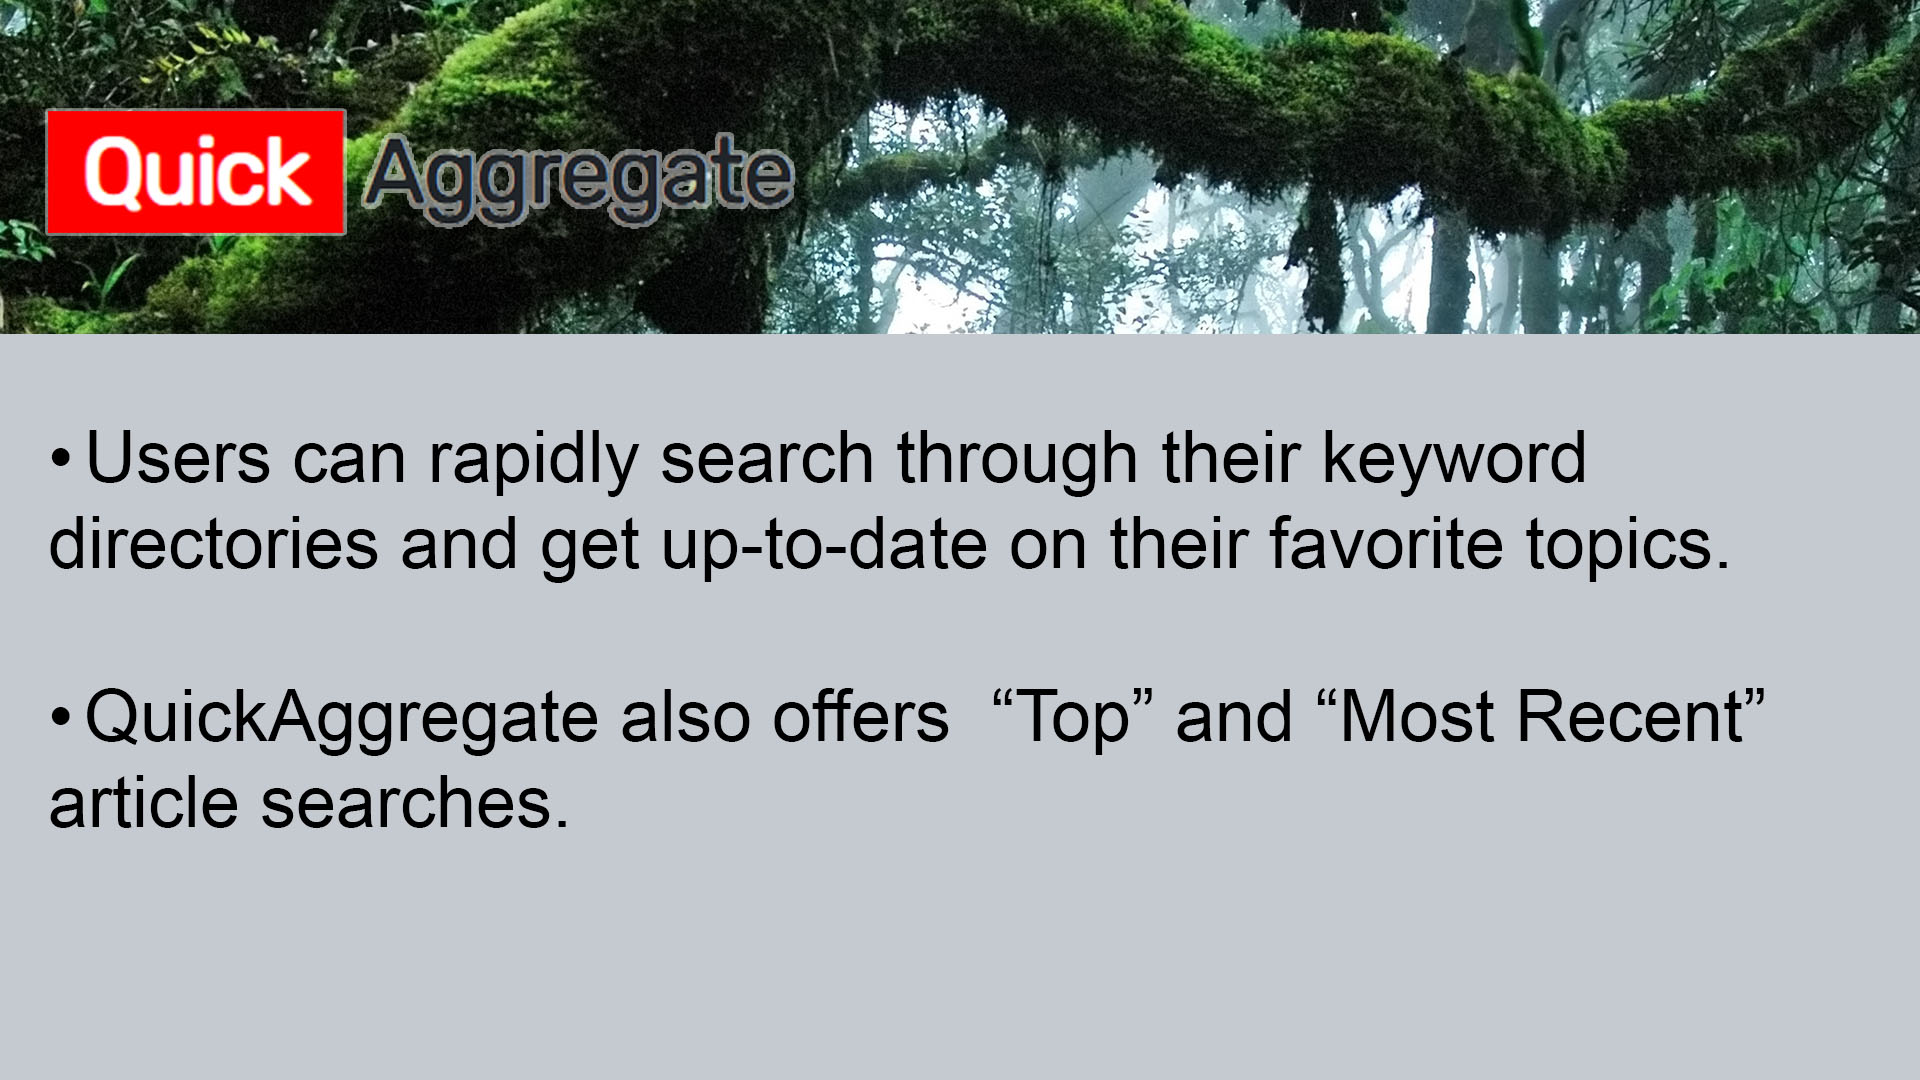 Quick Aggregate
• Users can rapidly search through their keyword
directories and get up-to-date on their favorite topics.
• QuickAggregate also offers  “Top” and “Most Recent”
article searches.